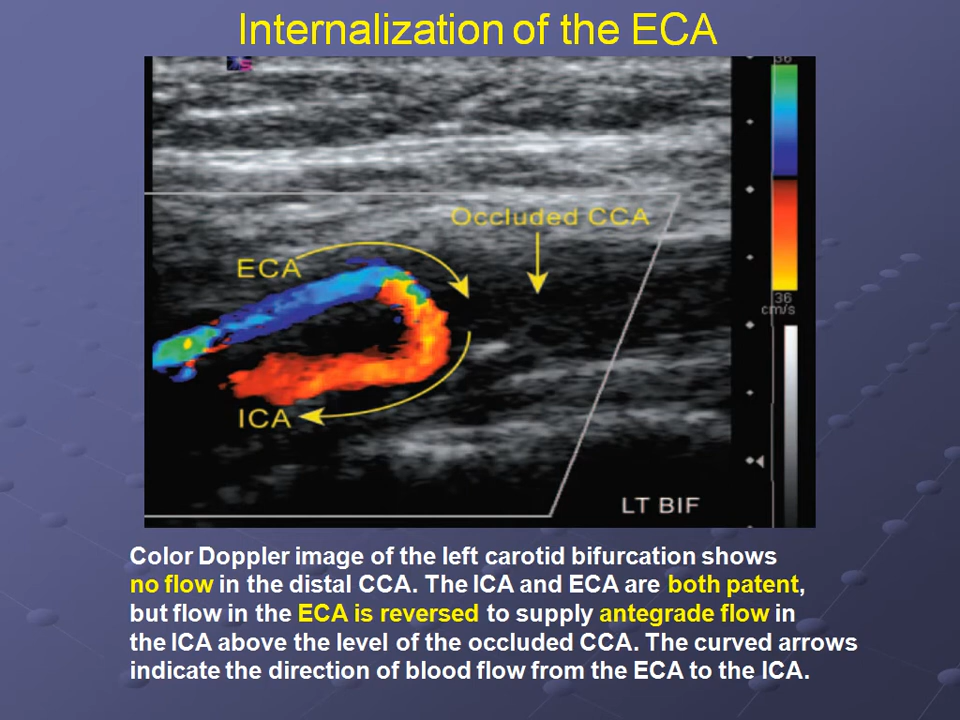 Internalization of the ECA
36
Occluded CCA
ECA
36
cm/s
ICA
LT BIF
Color Doppler image of the left carotid bifurcation shows
no flow in the distal CCA. The ICA and ECA are both patent,
but flow in the ECA is reversed to supply antegrade flow in
the ICA above the level of the occluded CCA. The curved arrows
indicate the direction of blood flow from the ECA to the ICA.